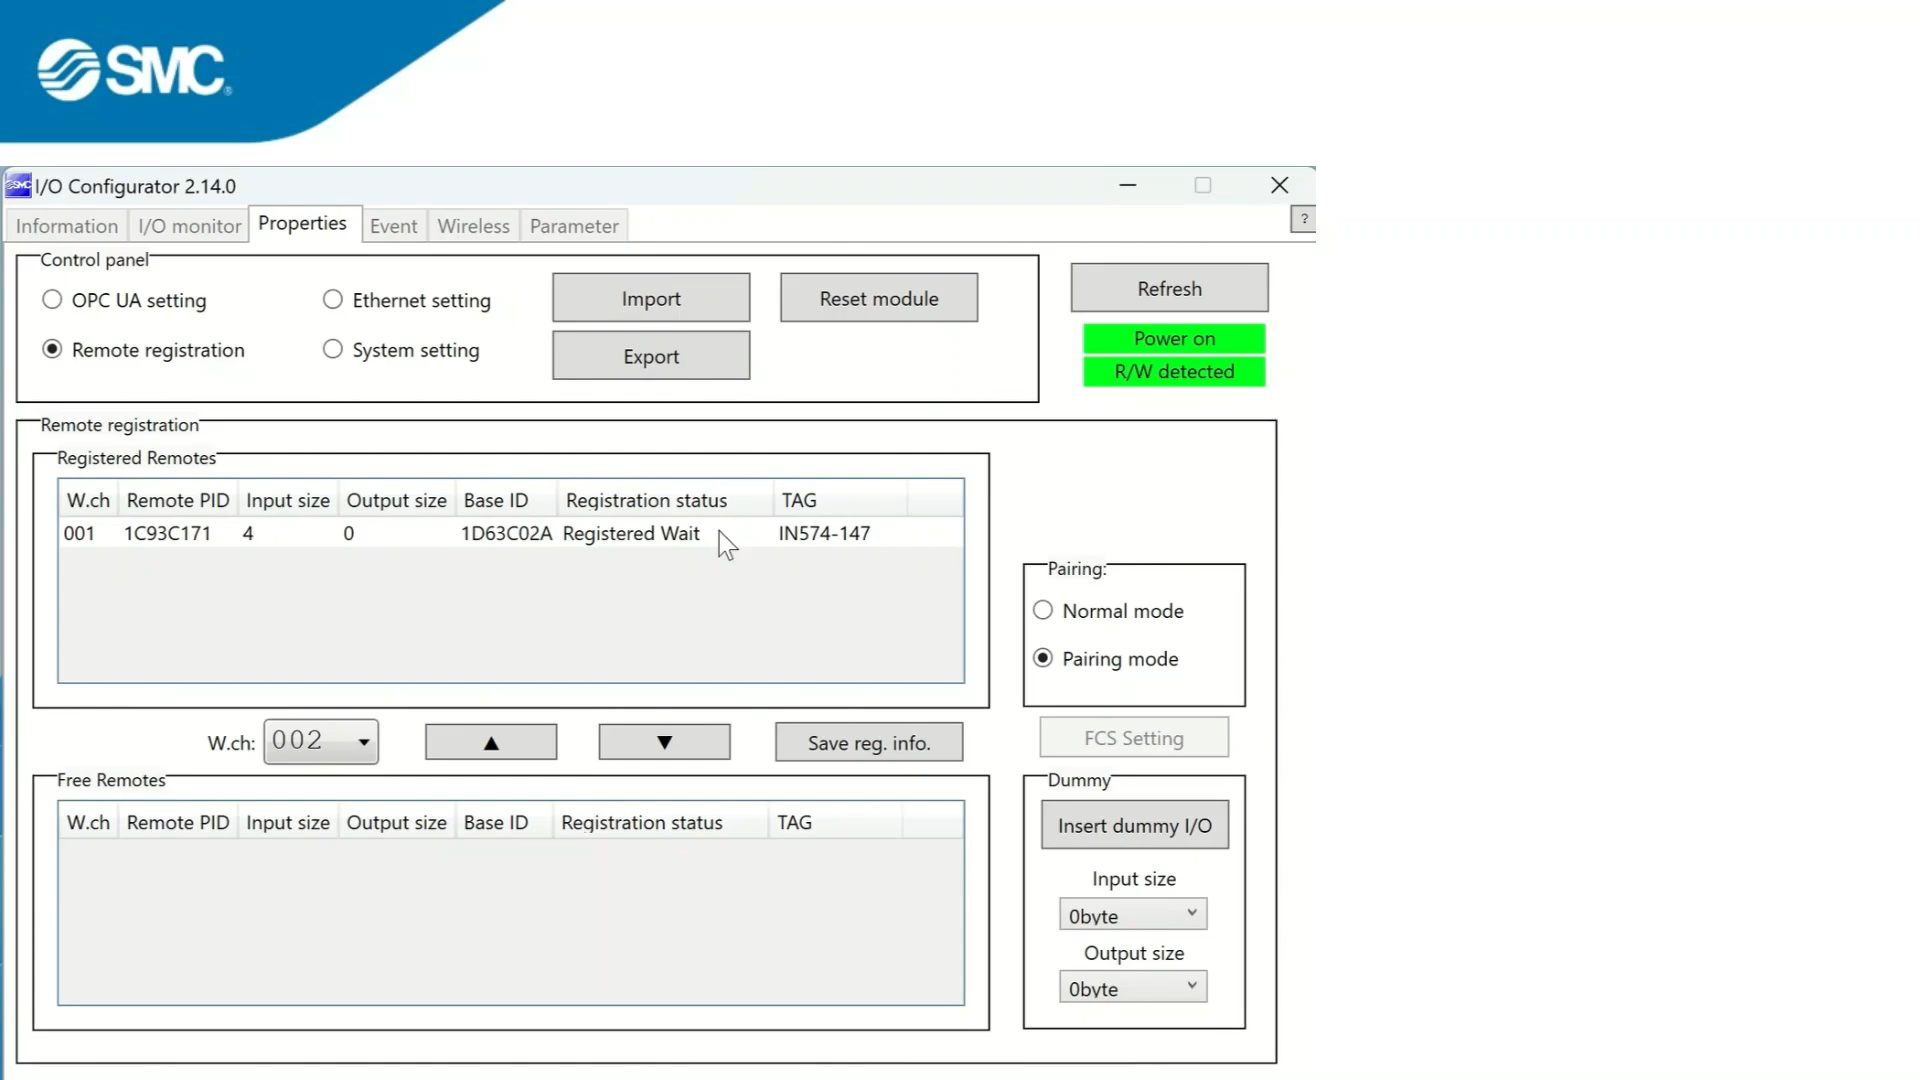 SMC®
SMC I/O Configurator 2.14.0
Information I/O monitor Properties Event Wireless Parameter ?
Control panel
OPC UA setting Ethernet setting Import Reset module Refresh
Remote registration System setting Export Power on
R/W detected
Remote registration
Registered Remotes
W.ch Remote PID Input size Output size Base ID Registration status TAG
001 1C93C171 4 0 1D63C02A Registered Wait IN574-147
Pairing:
Normal mode
Pairing mode
W.ch: 002 ▲ ▼ Save reg. info. FCS Setting
Free Remotes
W.ch Remote PID Input size Output size Base ID Registration status TAG
Dummy
Insert dummy I/O
Input size
0byte
Output size
0byte